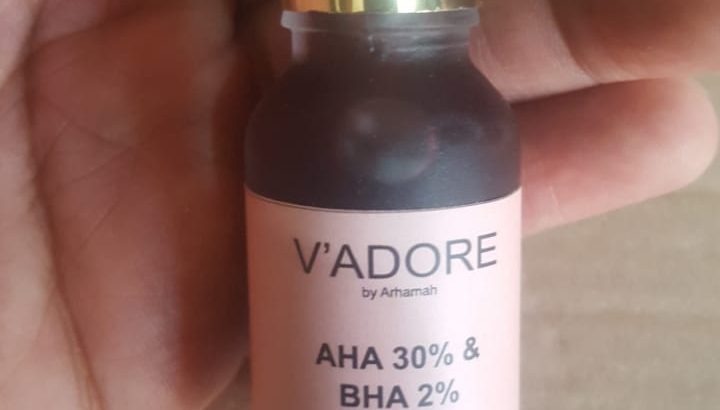 V'ADORE
by Arhamah
AHA 30% &
BHA 2%